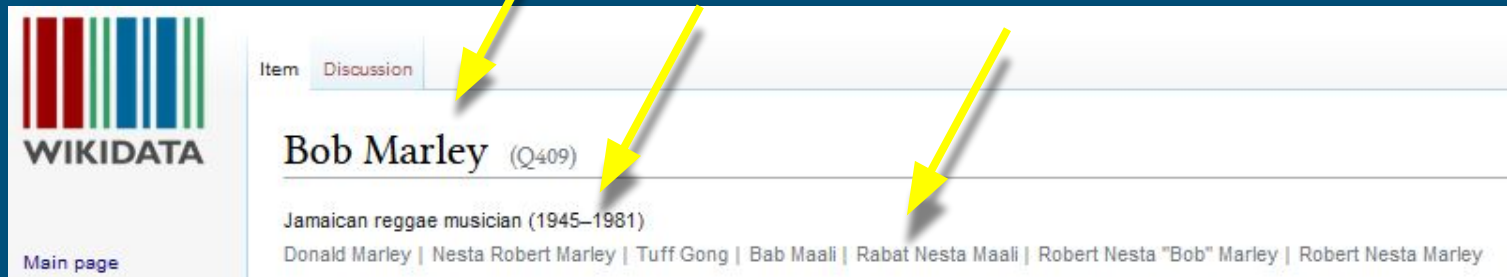 WIKIDATA
Main page
Item Discussion
Bob Marley (Q409)
Jamaican reggae musician (1945–1981)
Donald Marley | Nesta Robert Marley | Tuff Gong | Bab Maali | Rabat Nesta Maali | Robert Nesta "Bob" Marley | Robert Nesta Marley